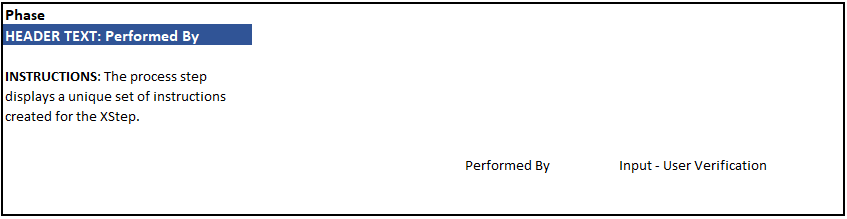 Phase
HEADER TEXT: Performed By
INSTRUCTIONS: The process step
displays a unique set of instructions
created for the XStep.
Performed By Input - User Verification